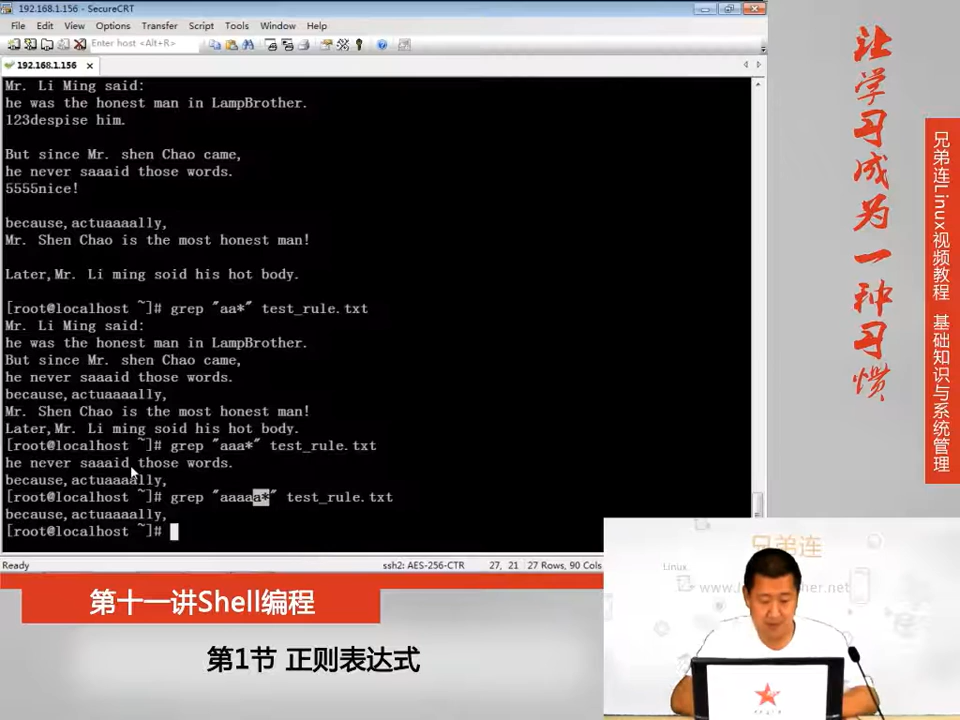 192.168.1.156 - SecureCRT
File Edit View Options Transfer Script Tools Window Help
Enter host <Alt+R>
192.168.1.156
Mr. Li Ming said:
he was the honest man in LampBrother.
123despise him.
But since Mr. shen Chao came,
he never saaaid those words.
5555nice!
because,actuaaaally,
Mr. Shen Chao is the most honest man!
Later,Mr. Li ming soid his hot body.
[root@localhost ~]# grep "aa*" test_rule.txt
Mr. Li Ming said:
he was the honest man in LampBrother.
But since Mr. shen Chao came,
he never saaaid those words.
because,actuaaaally,
Mr. Shen Chao is the most honest man!
Later,Mr. Li ming soid his hot body.
[root@localhost ~]# grep "aaa*" test_rule.txt
he never saaaid those words.
because,actuaaaally,
[root@localhost ~]# grep "aaaaa*" test_rule.txt
because,actuaaaally,
[root@localhost ~]#
Ready ssh2: AES-256-CTR 27, 21 27 Rows, 90 Cols
让学习成为一种习惯
兄弟连Linux视频教程 基础知识与系统管理
兄弟连
Linux.
第十一讲Shell编程
第1节 正则表达式